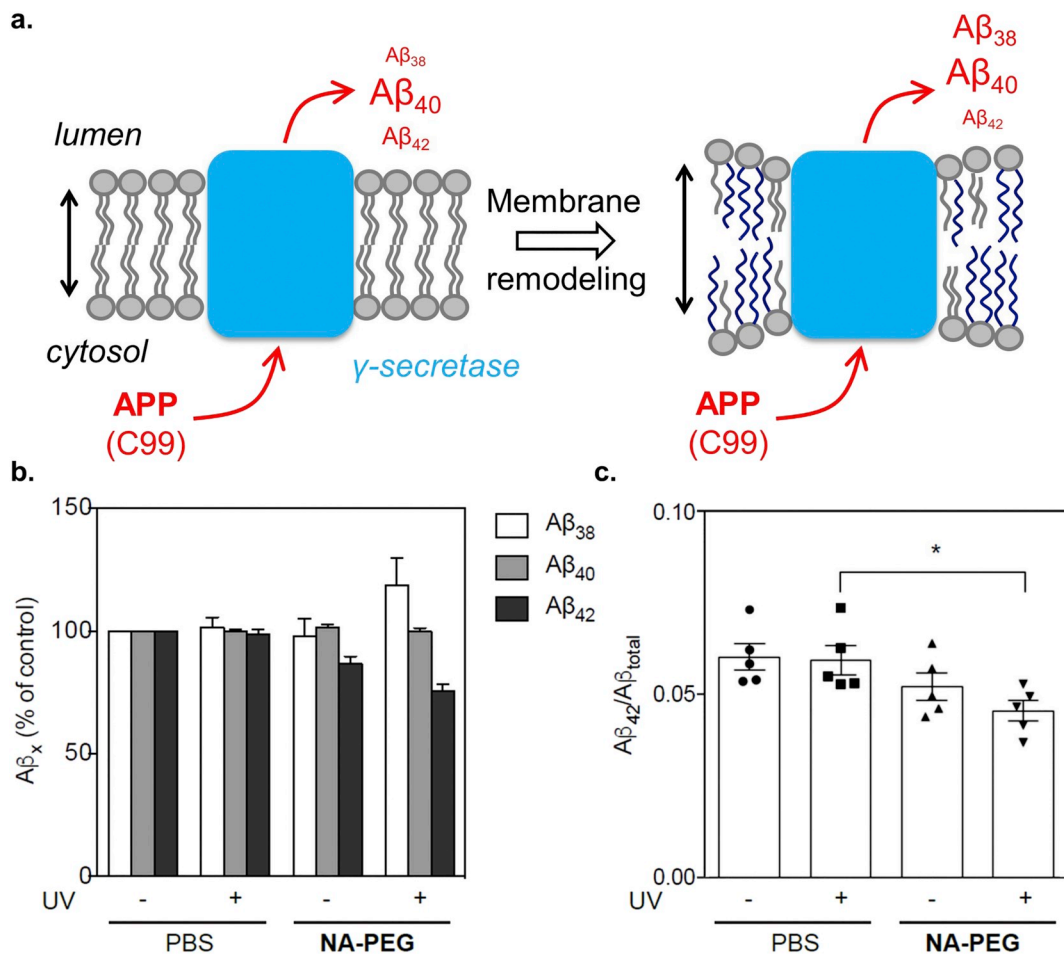 a.
Aβ38
Aβ40
Aβ42
lumen
cytosol
γ-secretase
APP
(C99)
Membrane
remodeling
Aβ38
Aβ40
Aβ42
APP
(C99)
b.
150
100
50
0
Aβx (% of control)
Aβ38
Aβ40
Aβ42
UV - + - +
PBS NA-PEG
c.
0.10
0.05
0.00
Aβ42/Aβtotal
*
UV - + - +
PBS NA-PEG